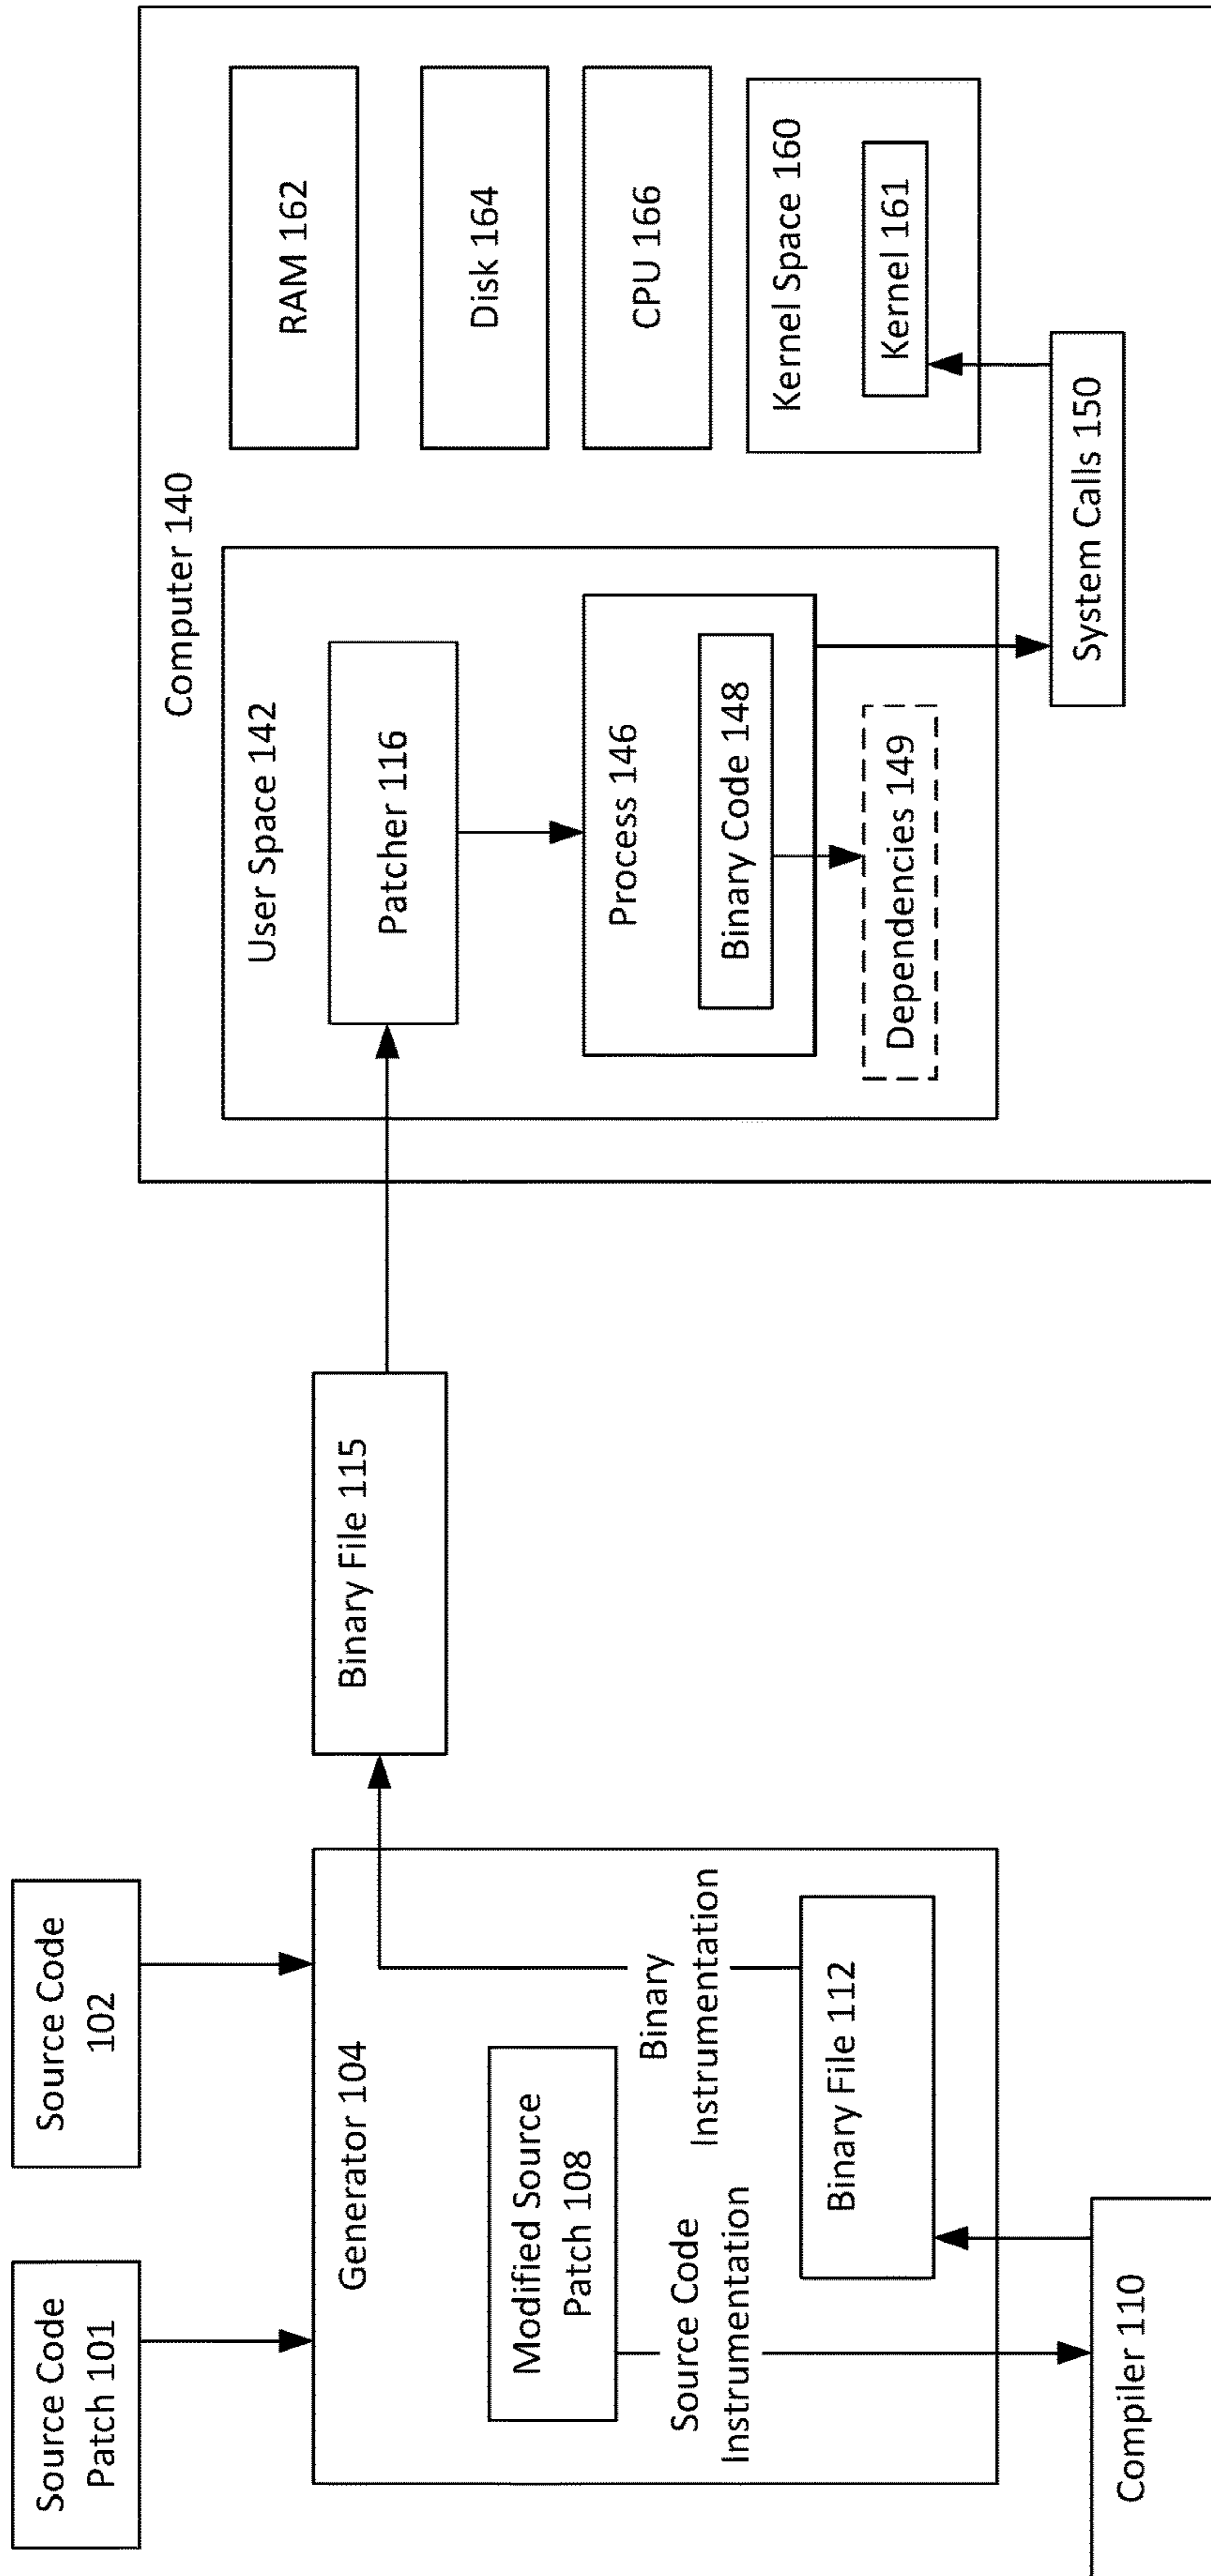 Source Code
Patch 101
Source Code
102
Generator 104
Modified Source
Patch 108
Source Code
Instrumentation
Binary
Instrumentation
Binary File 112
Compiler 110
Binary File 115
Computer 140
User Space 142
Patcher 116
Process 146
Binary Code 148
Dependencies 149
RAM 162
Disk 164
CPU 166
Kernel Space 160
Kernel 161
System Calls 150